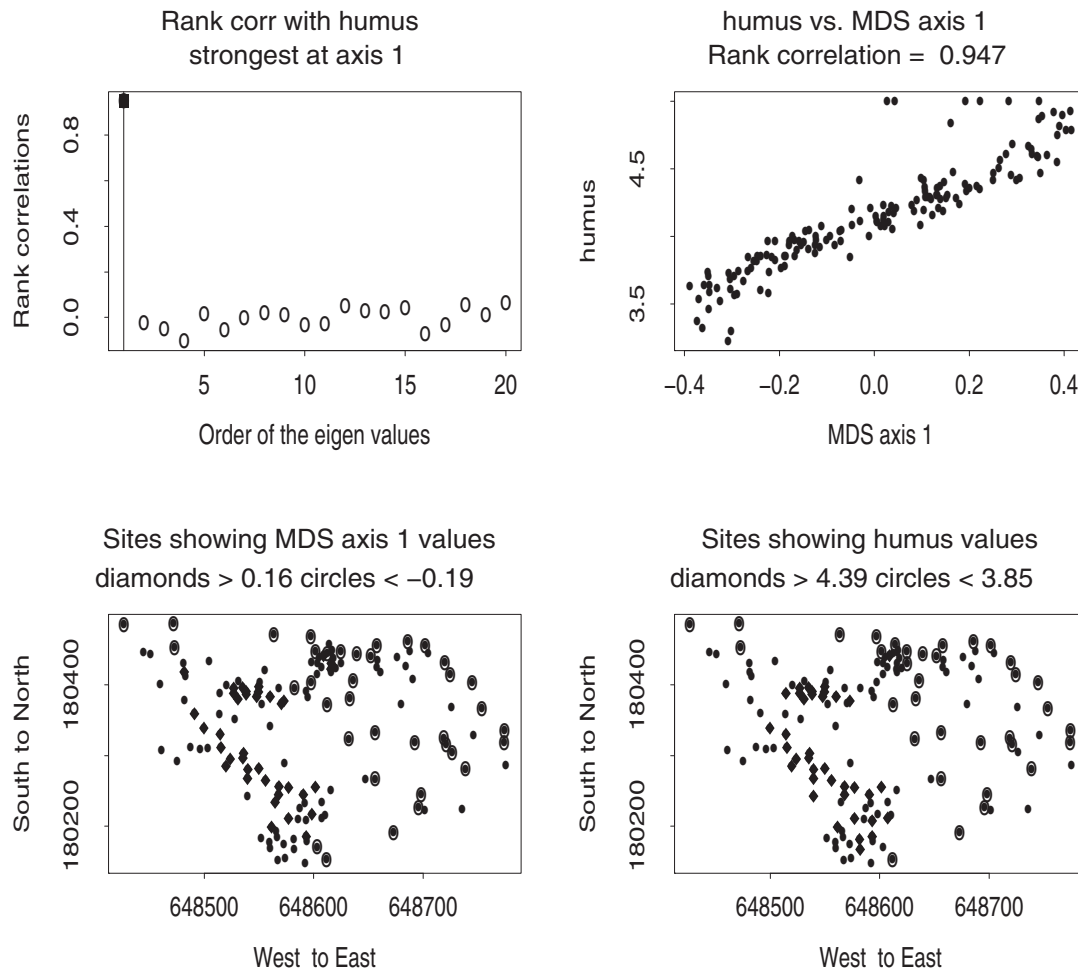 Rank corr with humus
strongest at axis 1
Rank correlations
0.0
0.4
0.8
5
10
15
20
Order of the eigen values
humus vs. MDS axis 1
Rank correlation = 0.947
humus
3.5
4.5
−0.4
−0.2
0.0
0.2
0.4
MDS axis 1
Sites showing MDS axis 1 values
diamonds > 0.16 circles < −0.19
South to North
180200
180400
648500
648600
648700
West to East
Sites showing humus values
diamonds > 4.39 circles < 3.85
South to North
180200
180400
648500
648600
648700
West to East